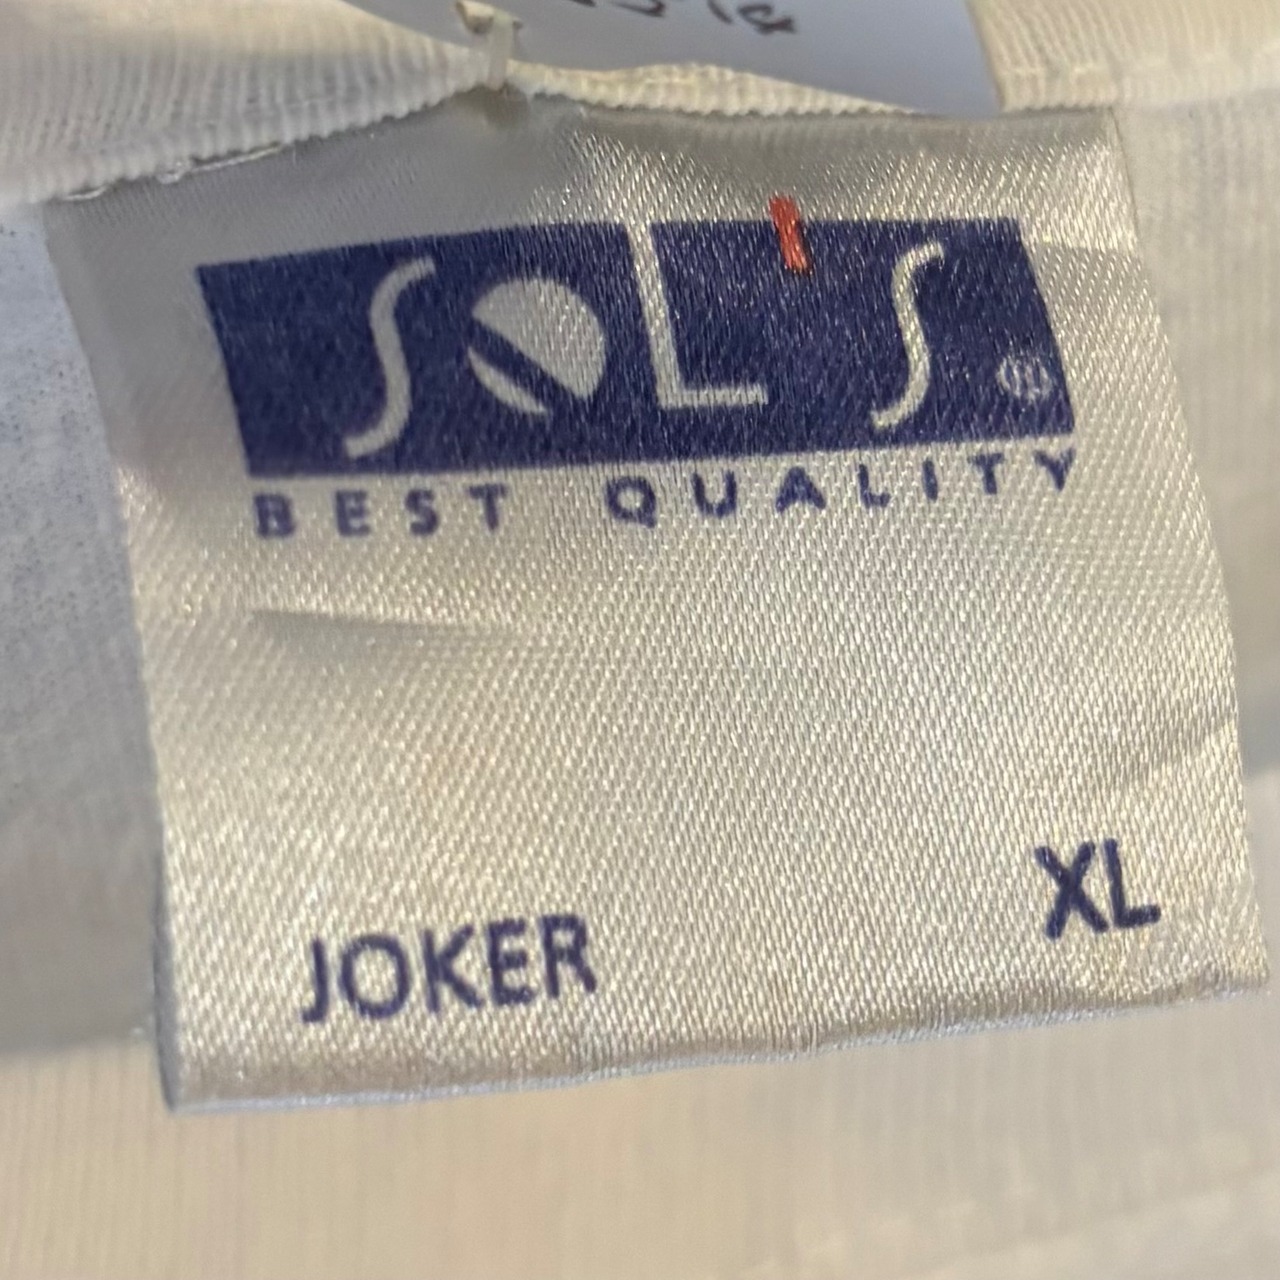 SOL'S®
BEST QUALITY
JOKER
XL